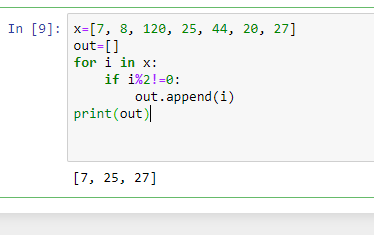 In [9]: x=[7, 8, 120, 25, 44, 20, 27]
out=[]
for i in x:
    if i%2!=0:
        out.append(i)
print(out)
[7, 25, 27]